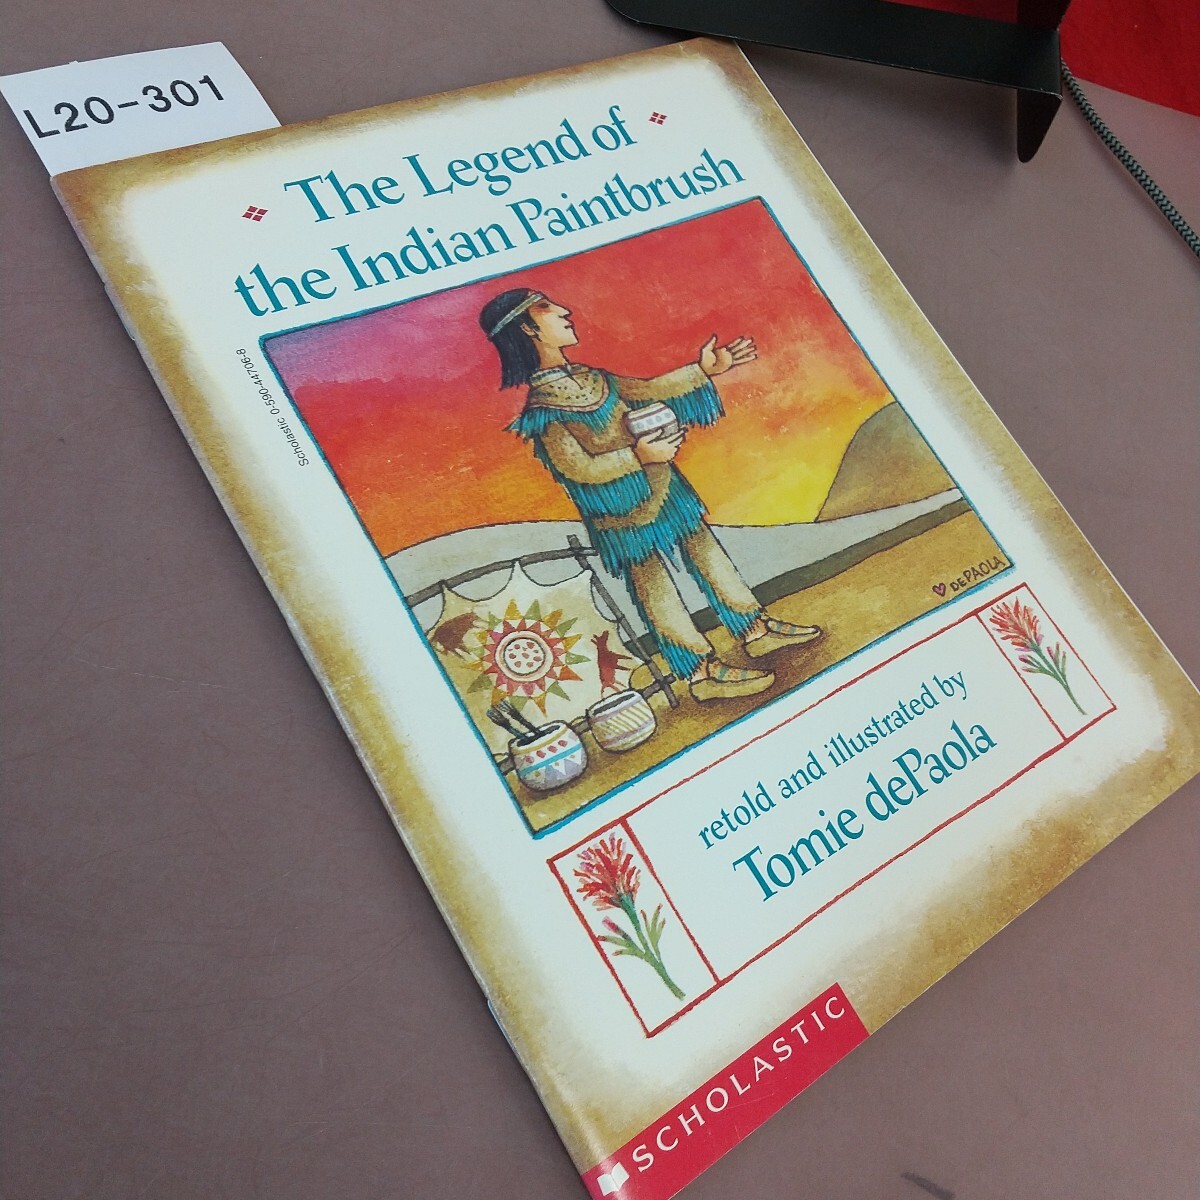 L20-301
The Legend of
the Indian Paintbrush
Scholastic 0-590-44706-8
DEPAOLA
retold and illustrated by
Tomie dePaola
SCHOLASTIC